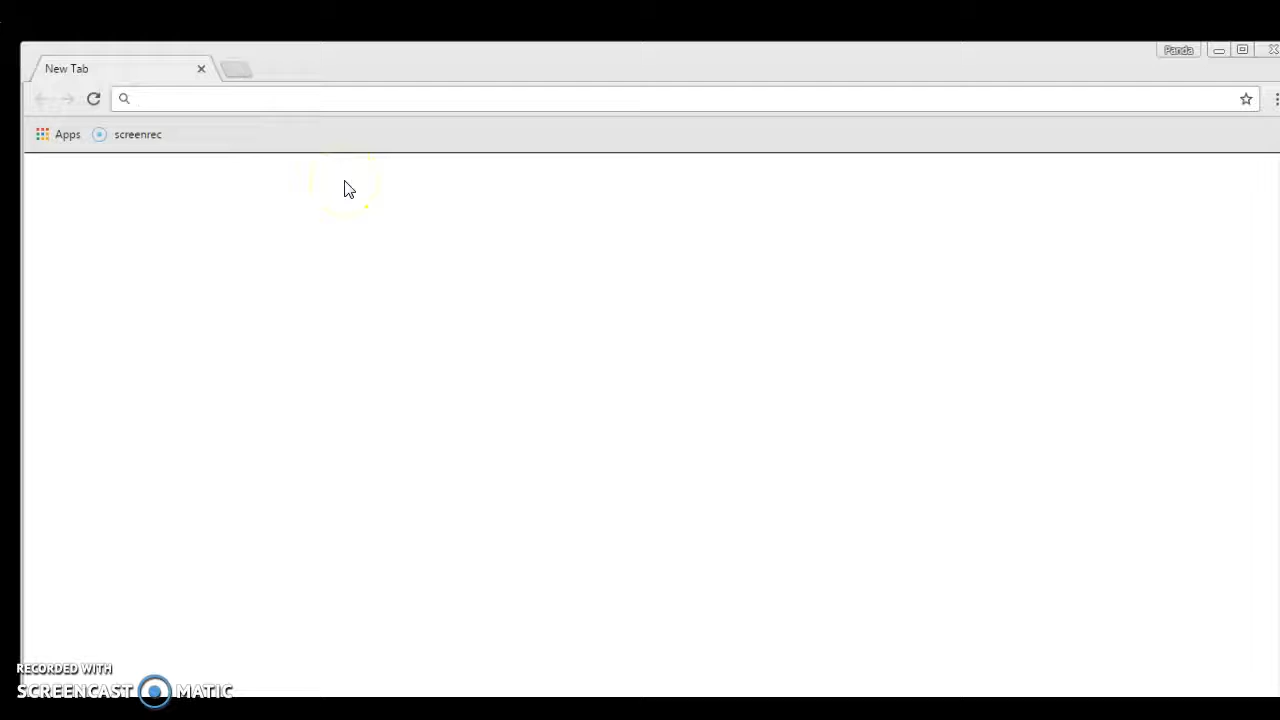 Panda
New Tab
Apps screenrec
RECORDED WITH
SCREENCAST MATIC